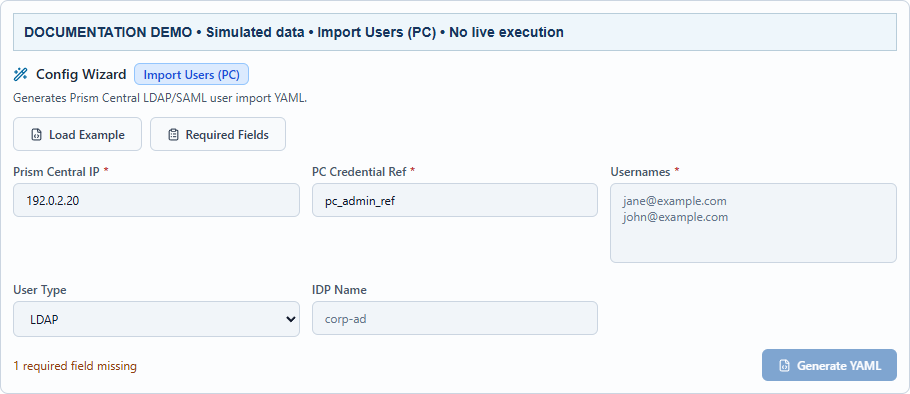 DOCUMENTATION DEMO • Simulated data • Import Users (PC) • No live execution
Config Wizard
Import Users (PC)
Generates Prism Central LDAP/SAML user import YAML.
Load Example
Required Fields
Prism Central IP *
PC Credential Ref *
Usernames *
192.0.2.20
pc_admin_ref
jane@example.com
john@example.com
User Type
IDP Name
LDAP
corp-ad
1 required field missing
Generate YAML